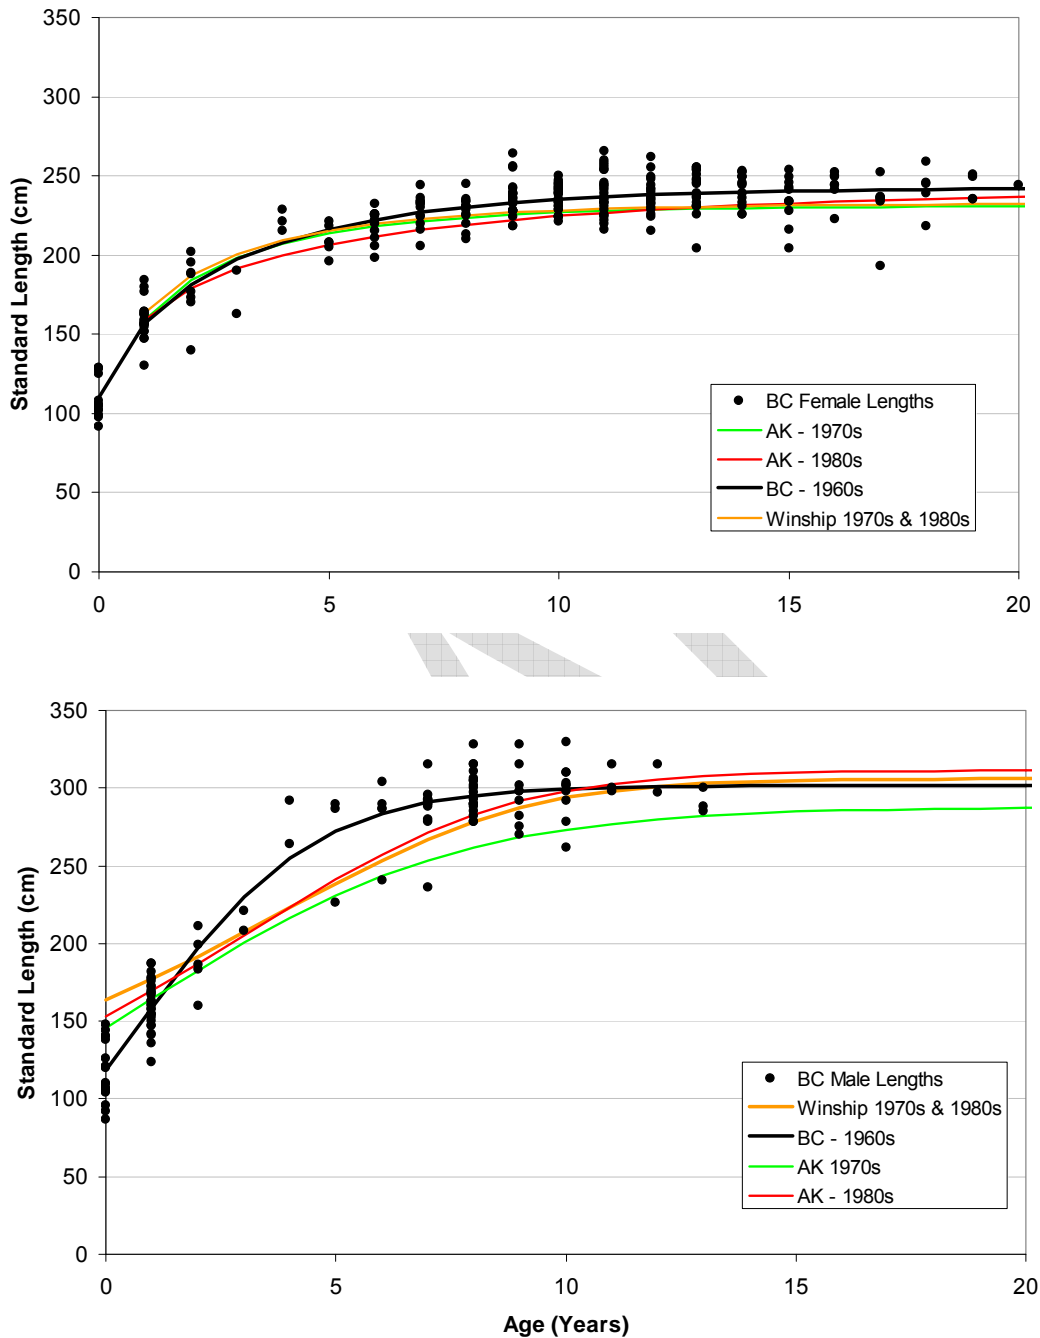 350
300
250
200
150
100
50
0
Standard Length (cm)
BC Female Lengths
AK - 1970s
AK - 1980s
BC - 1960s
Winship 1970s & 1980s
0 5 10 15 20
350
300
250
200
150
100
50
0
Standard Length (cm)
BC Male Lengths
Winship 1970s & 1980s
BC - 1960s
AK 1970s
AK - 1980s
0 5 10 15 20
Age (Years)